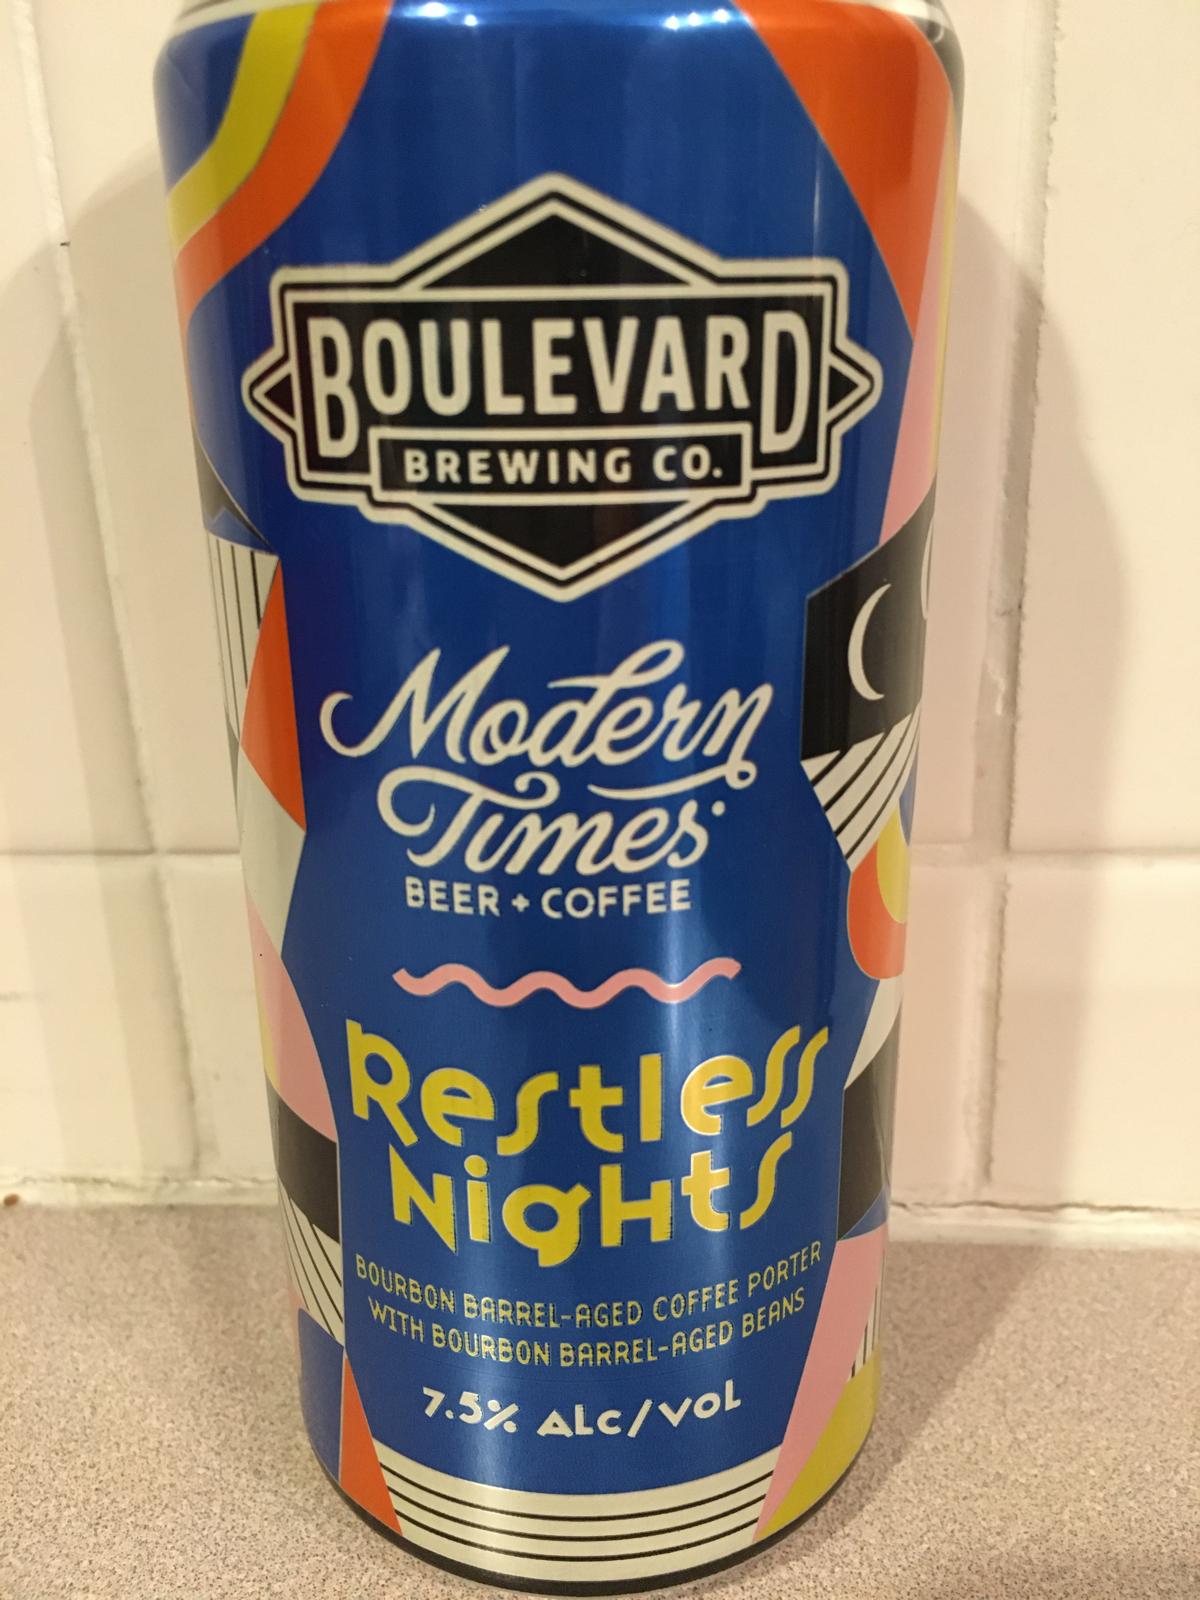 BOULEVARD
BREWING CO.
Modern
Times
BEER + COFFEE
Restless
Nights
BOURBON BARREL-AGED COFFEE PORTER
WITH BOURBON BARREL-AGED BEANS
7.5% ALC/VOL